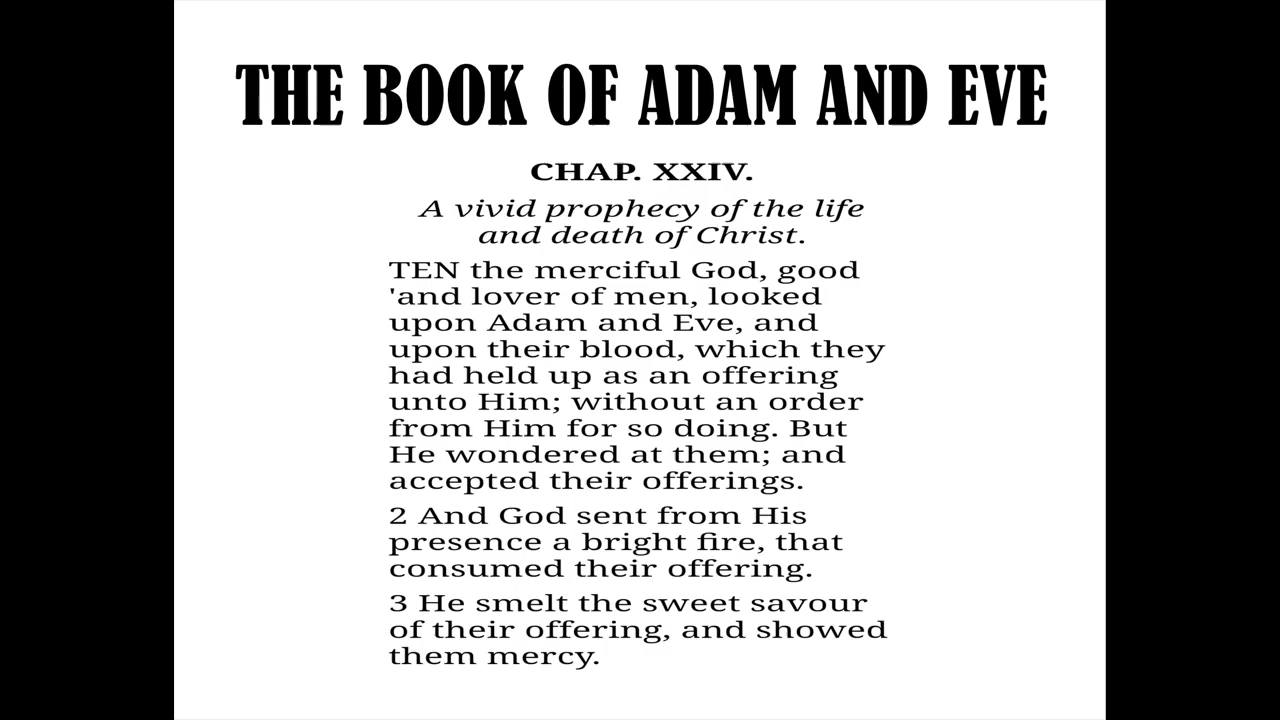 THE BOOK OF ADAM AND EVE
CHAP. XXIV.
A vivid prophecy of the life
and death of Christ.
TEN the merciful God, good
'and lover of men, looked
upon Adam and Eve, and
upon their blood, which they
had held up as an offering
unto Him; without an order
from Him for so doing. But
He wondered at them; and
accepted their offerings.
2 And God sent from His
presence a bright fire, that
consumed their offering.
3 He smelt the sweet savour
of their offering, and showed
them mercy.